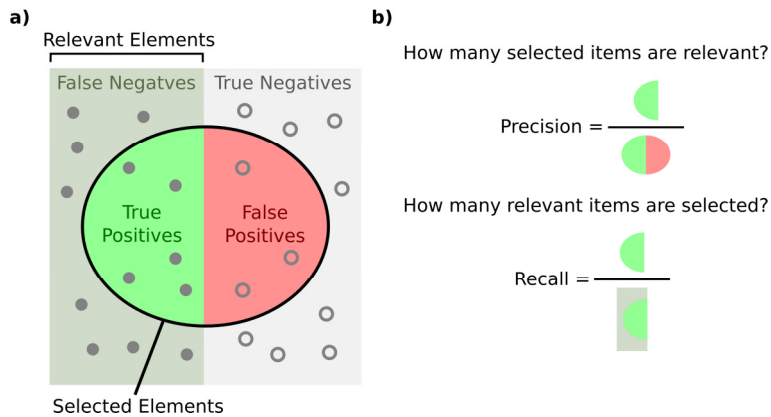 a)
Relevant Elements
False Negatves
True Negatives
True
Positives
False
Positives
Selected Elements
b)
How many selected items are relevant?
Precision =
How many relevant items are selected?
Recall =